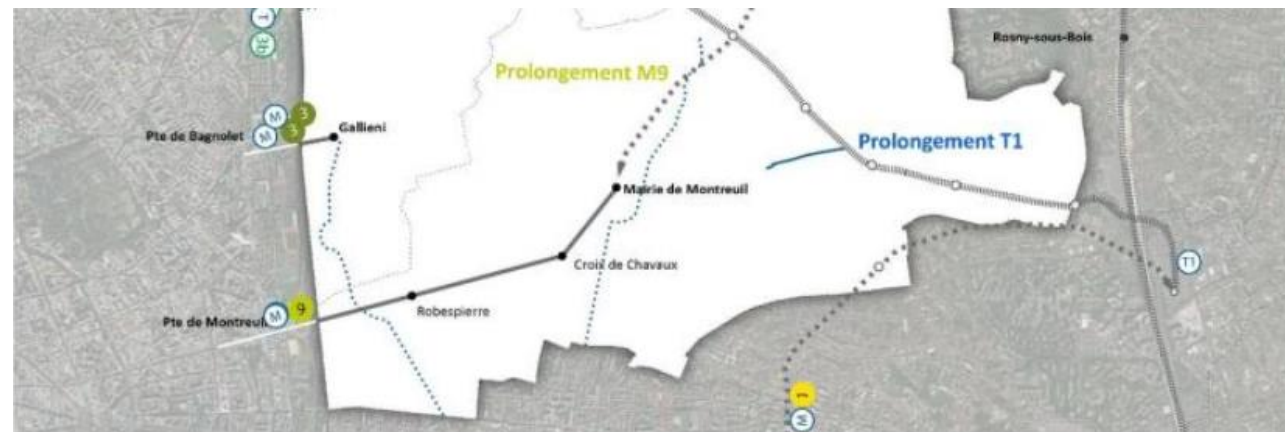 T
3b
Rosny-sous-Bois
Prolongement M9
3
M
Gallieni
3
M
Pte de Bagnolet
Prolongement T1
Mairie de Montreuil
Croix de Chavaux
T1
9
M
Pte de Montreuil
Robespierre
1
M